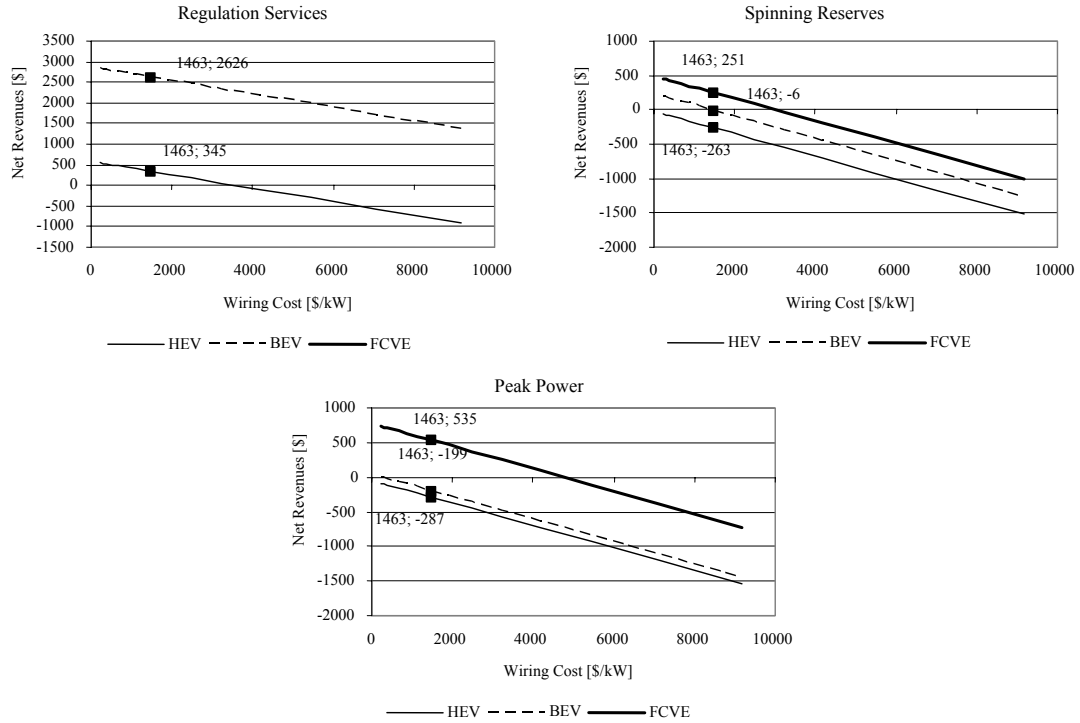 Regulation Services
3500
3000
2500
2000
1500
1000
500
0
-500
-1000
-1500
Net Revenues [$]
1463; 2626
1463; 345
0 2000 4000 6000 8000 10000
Wiring Cost [$/kW]
HEV BEV FCVE
Spinning Reserves
1000
500
0
-500
-1000
-1500
-2000
Net Revenues [$]
1463; 251
1463; -6
1463; -263
0 2000 4000 6000 8000 10000
Wiring Cost [$/kW]
HEV BEV FCVE
Peak Power
1000
500
0
-500
-1000
-1500
-2000
Net Revenues [$]
1463; 535
1463; -199
1463; -287
0 2000 4000 6000 8000 10000
Wiring Cost [$/kW]
HEV BEV FCVE